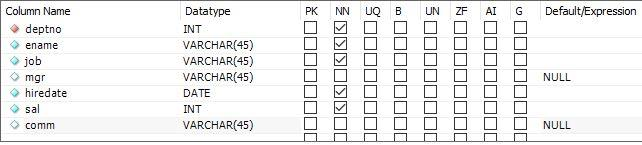 Column Name Datatype PK NN UQ B UN ZF AI G Default/Expression
deptno INT
ename VARCHAR(45)
job VARCHAR(45)
mgr VARCHAR(45) NULL
hiredate DATE
sal INT
comm VARCHAR(45) NULL